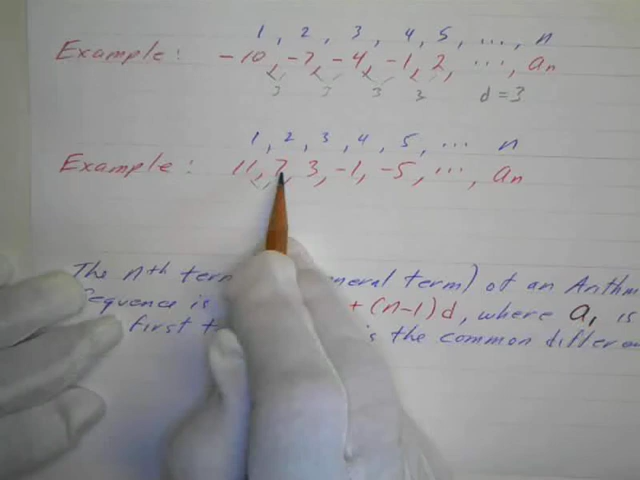 1, 2, 3, 4, 5, ..., n
Example: -10, -7, -4, -1, 2, ..., an
3 3 3 3 d=3
1, 2, 3, 4, 5, ... n
Example: 11, 7 3, -1, -5, ..., an
The nth term general term) of an Arithm
Sequence is + (n-1)d, where a1 is
first is the common differen